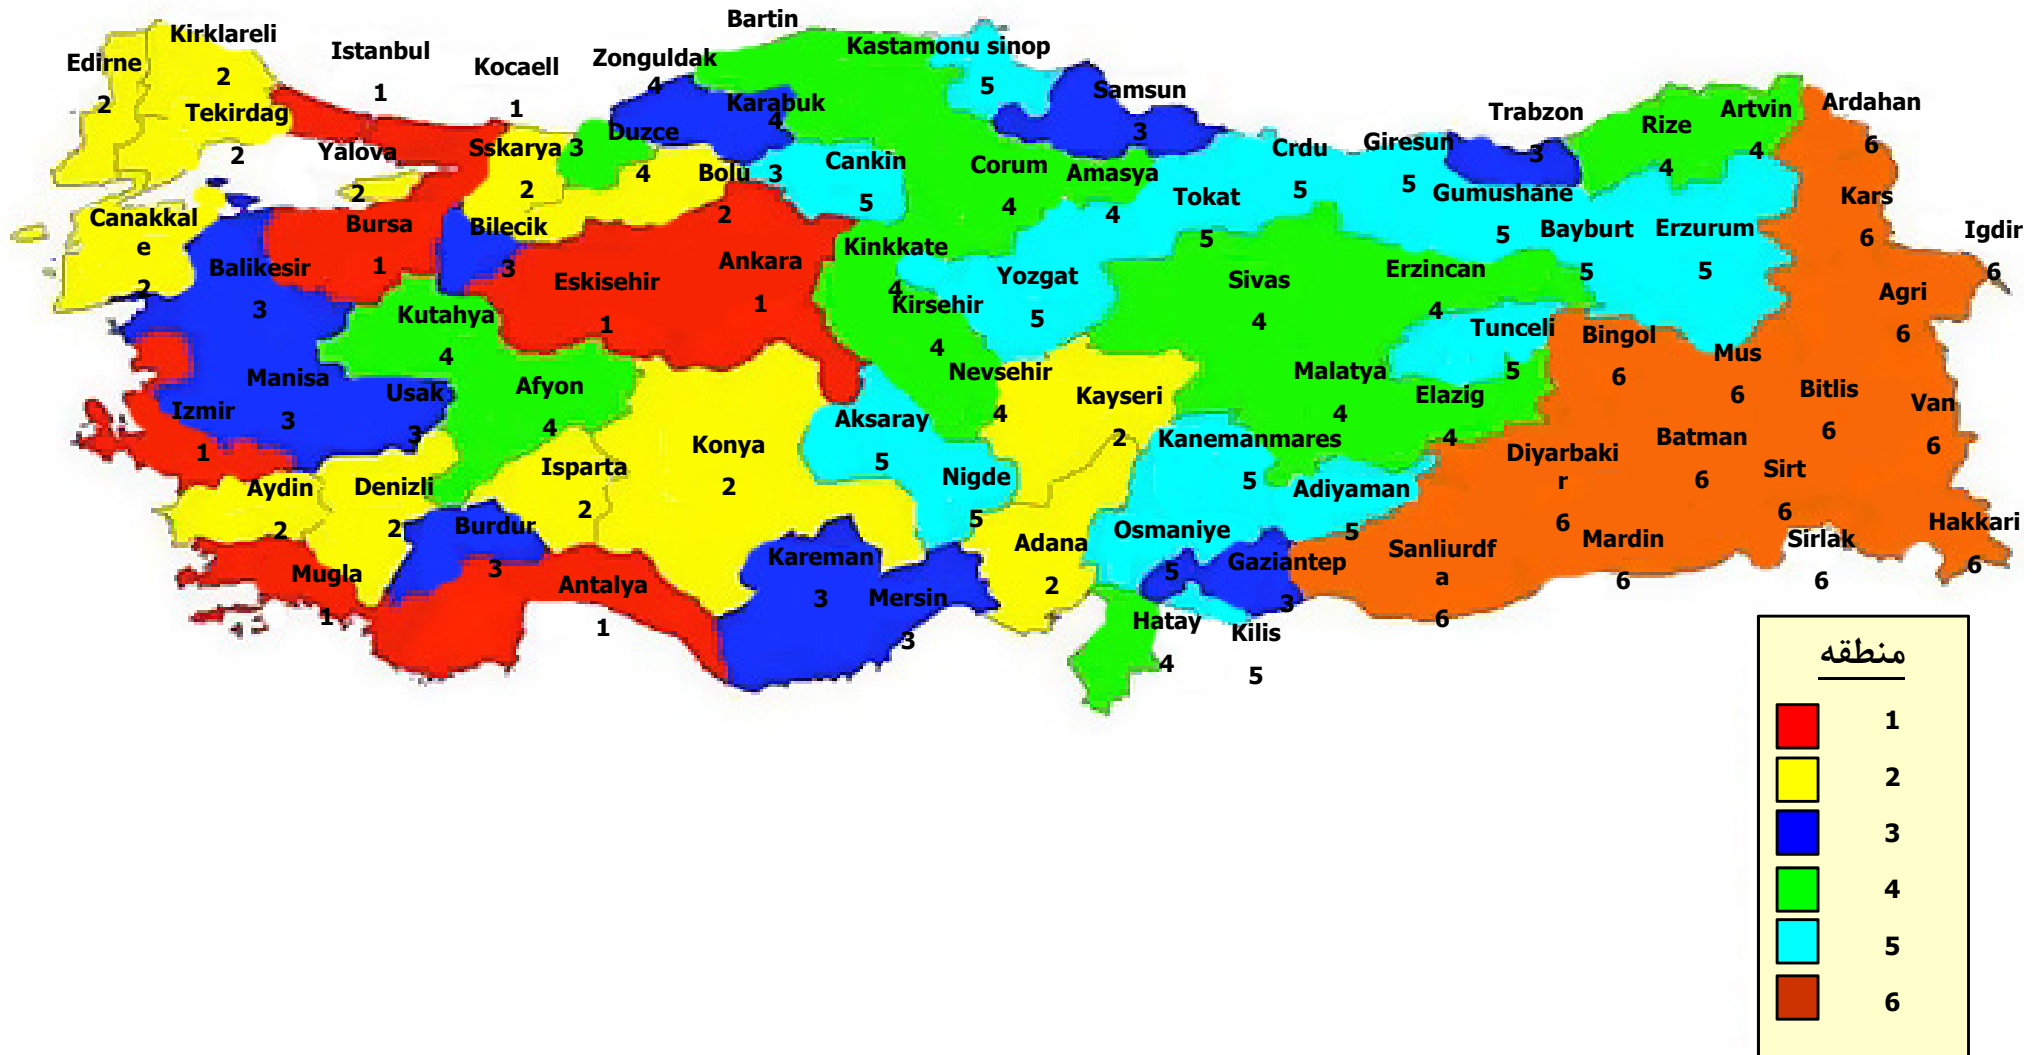 Bartin
Kirklareli
Kastamonu sinop
Istanbul
Zonguldak
Edirne
Kocaell
2
4
5
Samsun
1
Ardahan
2
Karabuk
1
Trabzon
Artvin
Tekirdag
4
Rize
Duzce
3
Crdu
Giresun
6
2
Yalova
Sskarya 3
Cankin
Corum
3
4
4
Bolu 3
Amasya
2
2
4
5
5
5
Gumushane
Kars
Tokat
Canakkal
e
Bursa
Bilecik
2
4
4
5
5
Bayburt
Erzurum
6
Igdir
Kinkkate
2
Balikesir
1
3
Eskisehir
Ankara
4
Yozgat
Sivas
Erzincan
5
5
6
3
Kutahya
1
1
Kirsehir
5
4
4
Agri
4
4
Tunceli
Bingol
6
Manisa
Usak
Afyon
Nevsehir
Malatya
5
6
Mus
3
3
4
4
Kayseri
4
Elazig
6
Bitlis
Van
Izmir
Aksaray
2
4
6
6
1
Konya
5
Kanemanmares
Batman
Isparta
2
5
Diyarbaki
r
6
Sirt
Aydin
Denizli
2
Nigde
Adiyaman
6
6
2
2
5
5
Burdur
Osmaniye
Hakkari
3
Kareman
Adana
5
Gaziantep
Sanliurdf
a
Mardin
Sirlak
6
Mugla
Antalya
3
2
3
6
6
6
1
1
Mersin
Hatay
Kilis
3
4
5
منطقه
1
2
3
4
5
6